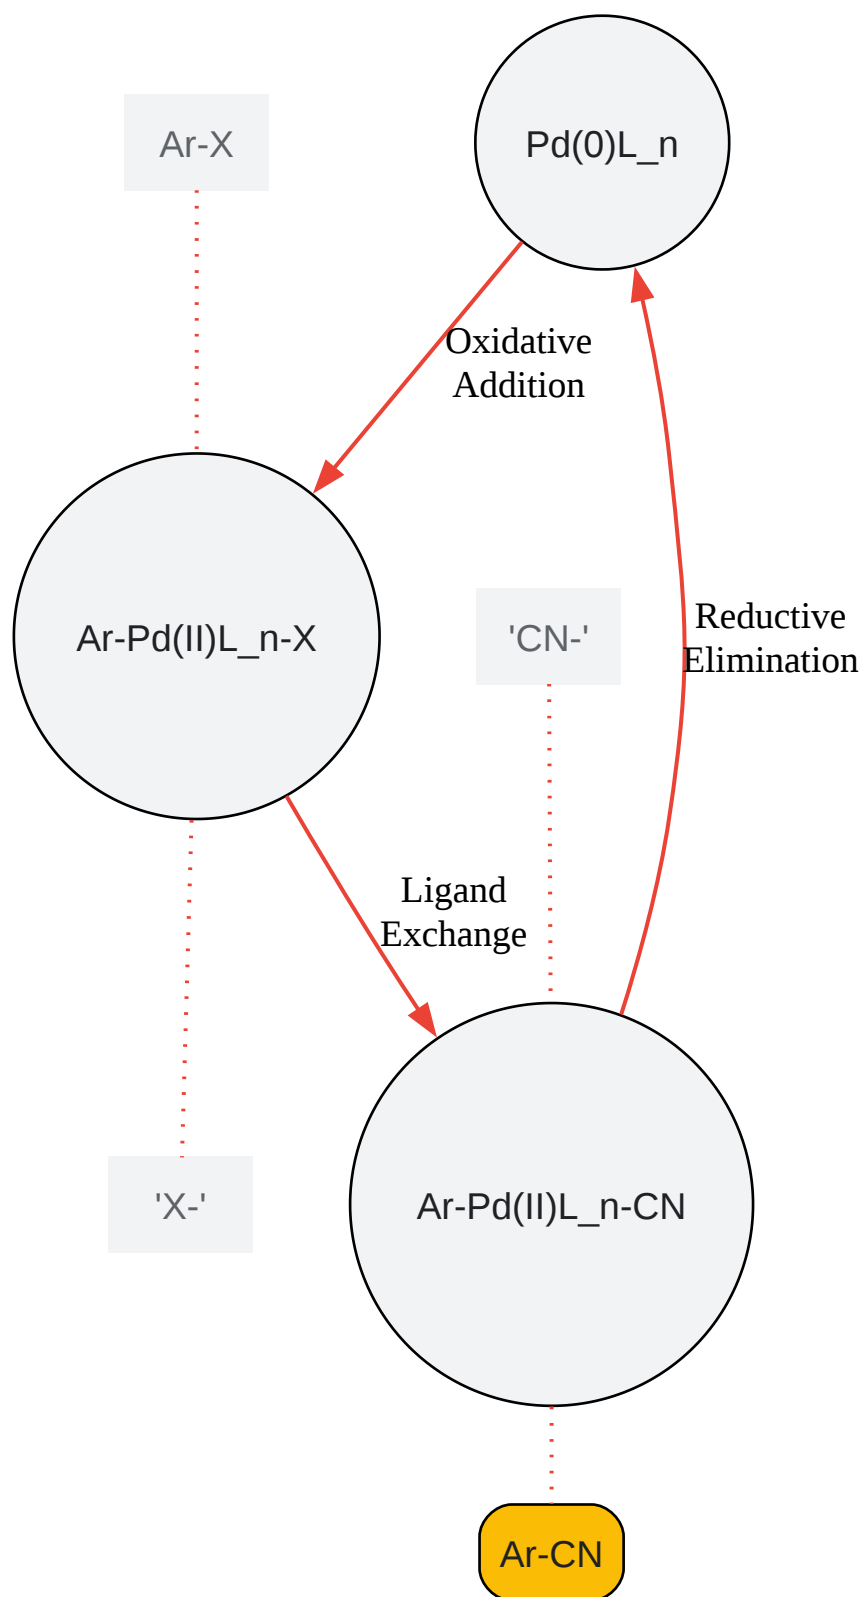 Ar-X
Pd(0)L_n
Oxidative
Addition
Ar-Pd(II)L_n-X
'CN-'
Reductive
Elimination
Ligand
Exchange
'X-'
Ar-Pd(II)L_n-CN
Ar-CN